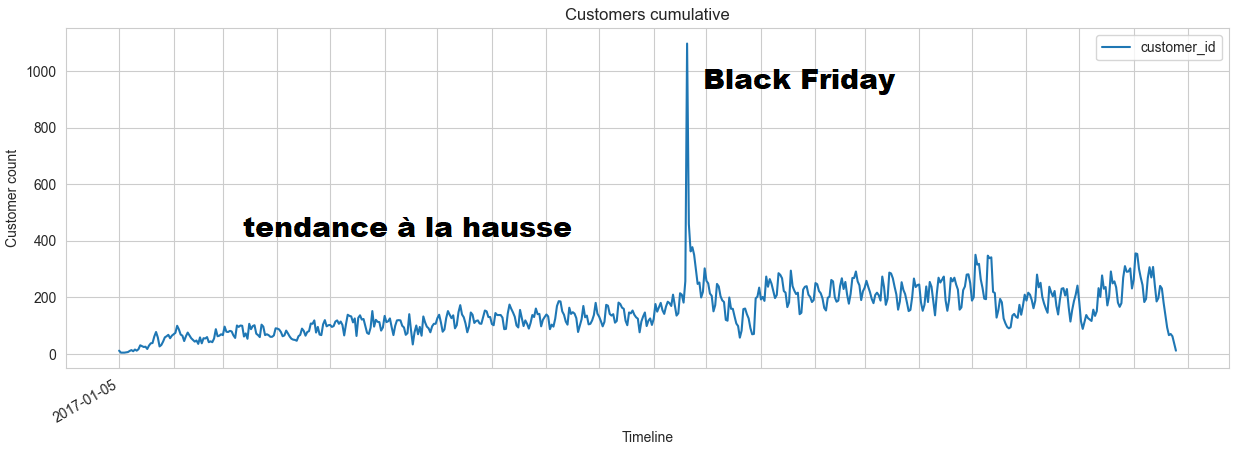 Customers cumulative
customer_id
1000
Black Friday
800
600
tendance à la hausse
400
200
0
Customer count
2017-01-05
Timeline